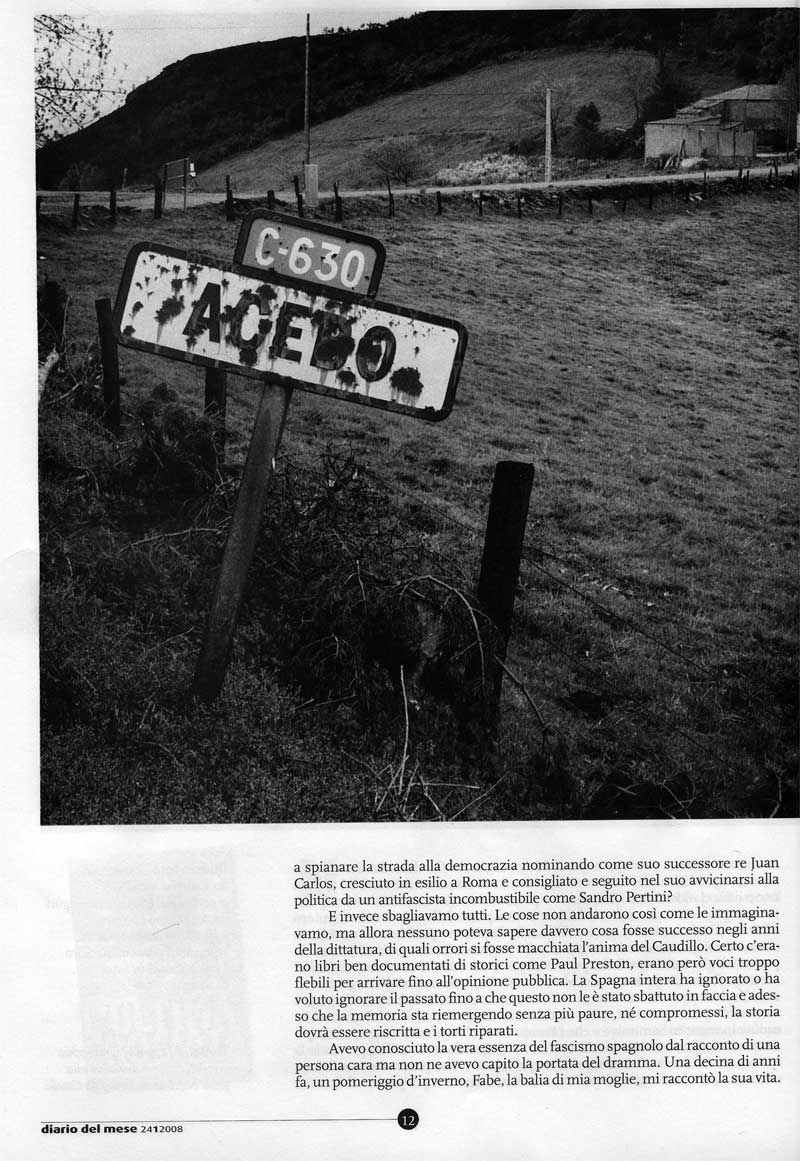 C-630
ACEBO
a spianare la strada alla democrazia nominando come suo successore re Juan
Carlos, cresciuto in esilio a Roma e consigliato e seguito nel suo avvicinarsi alla
politica da un antifascista incombustibile come Sandro Pertini?
E invece sbagliavamo tutti. Le cose non andarono così come le immagina-
vamo, ma allora nessuno poteva sapere davvero cosa fosse successo negli anni
della dittatura, di quali orrori si fosse macchiata l'anima del Caudillo. Certo c'era-
no libri ben documentati di storici come Paul Preston, erano però voci troppo
flebili per arrivare fino all'opinione pubblica. La Spagna intera ha ignorato o ha
voluto ignorare il passato fino a che questo non le è stato sbattuto in faccia e ades-
so che la memoria sta riemergendo senza più paure, né compromessi, la storia
dovrà essere riscritta e i torti riparati.
Avevo conosciuto la vera essenza del fascismo spagnolo dal racconto di una
persona cara ma non ne avevo capito la portata del dramma. Una decina di anni
fa, un pomeriggio d'inverno, Fabe, la balia di mia moglie, mi raccontò la sua vita.
diario del mese 2412008
12